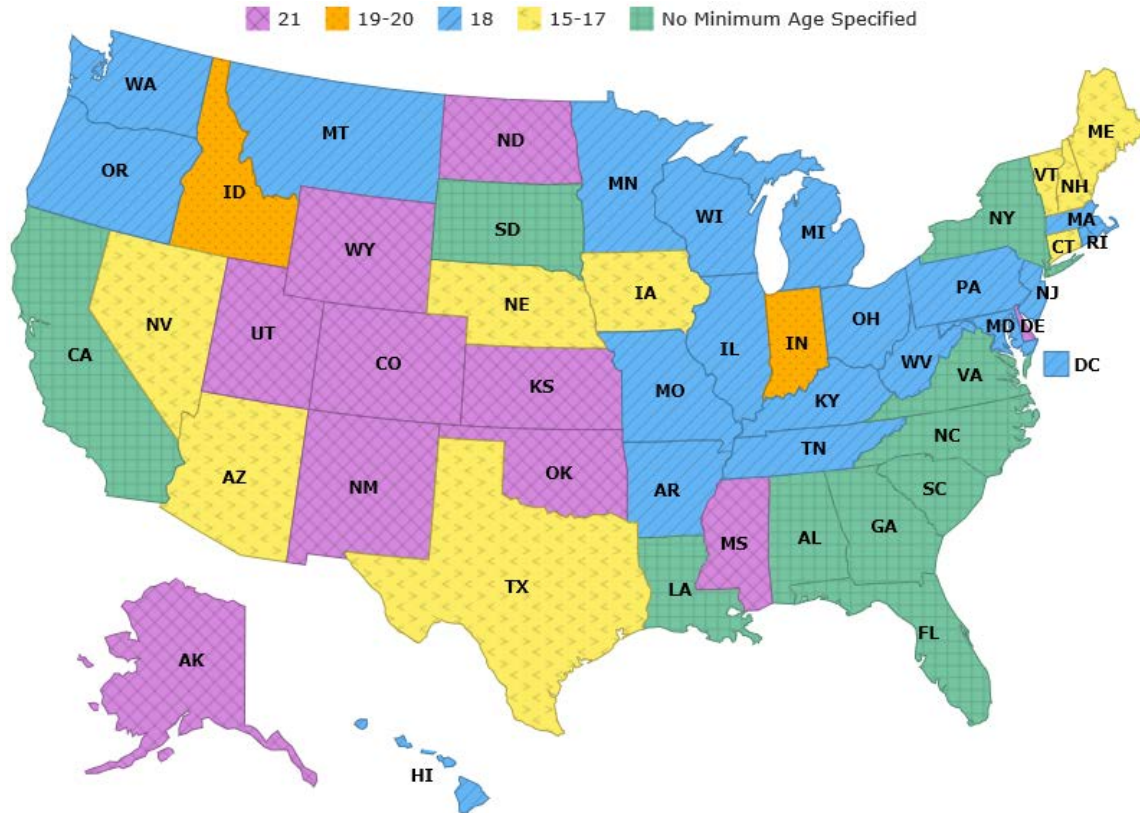 21 19-20 18 15-17 No Minimum Age Specified
WA
MT
ND
MN
ME
OR
ID
VT
NH
WI
SD
NY
MI
MA
WY
RI
CT
PA
IA
NE
NJ
NV
OH
MD DE
UT
IL
IN
CA
CO
WV
DC
KS
MO
VA
KY
NC
TN
AZ
OK
NM
AR
SC
GA
MS
AL
TX
LA
FL
AK
HI